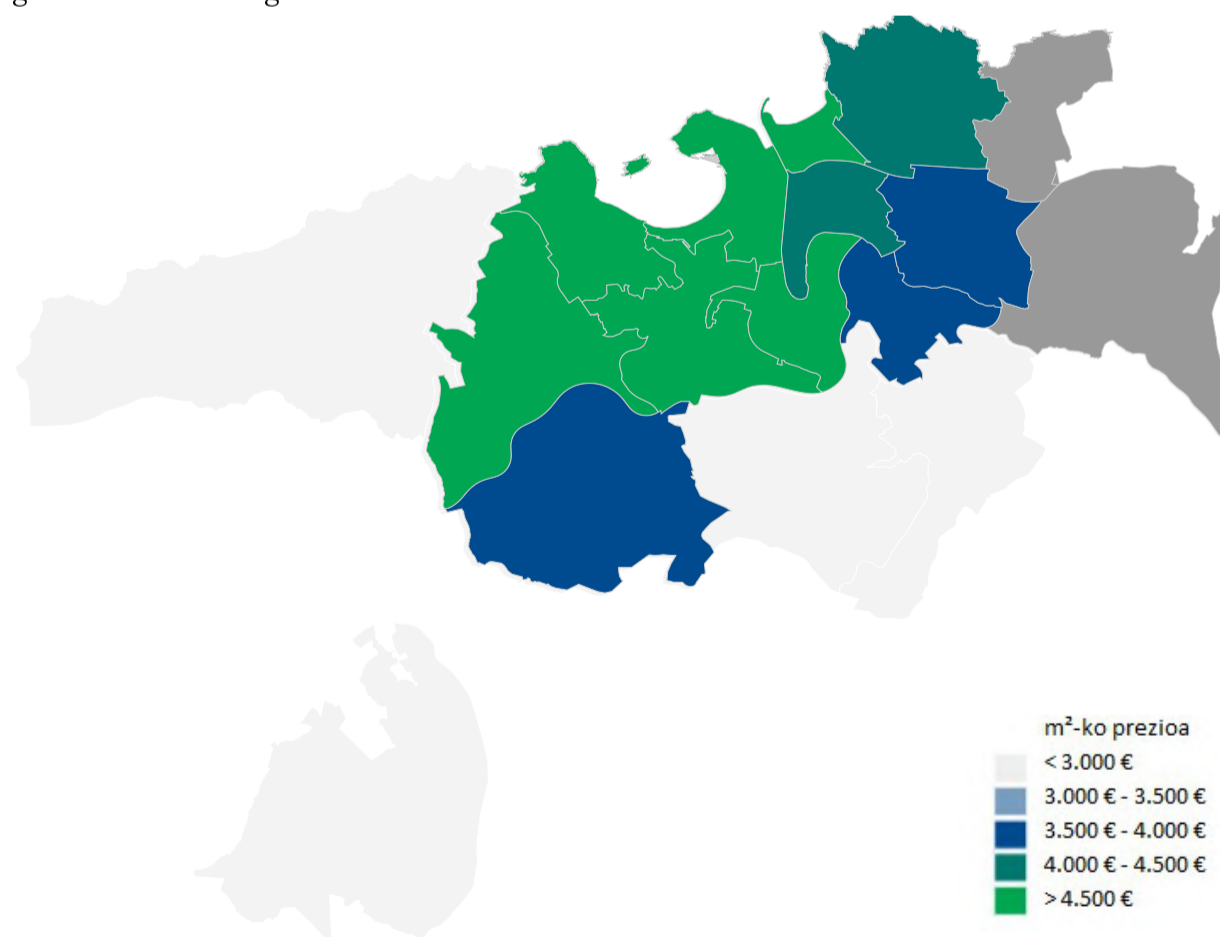 m²-ko prezioa
< 3.000 €
3.000 € - 3.500 €
3.500 € - 4.000 €
4.000 € - 4.500 €
> 4.500 €